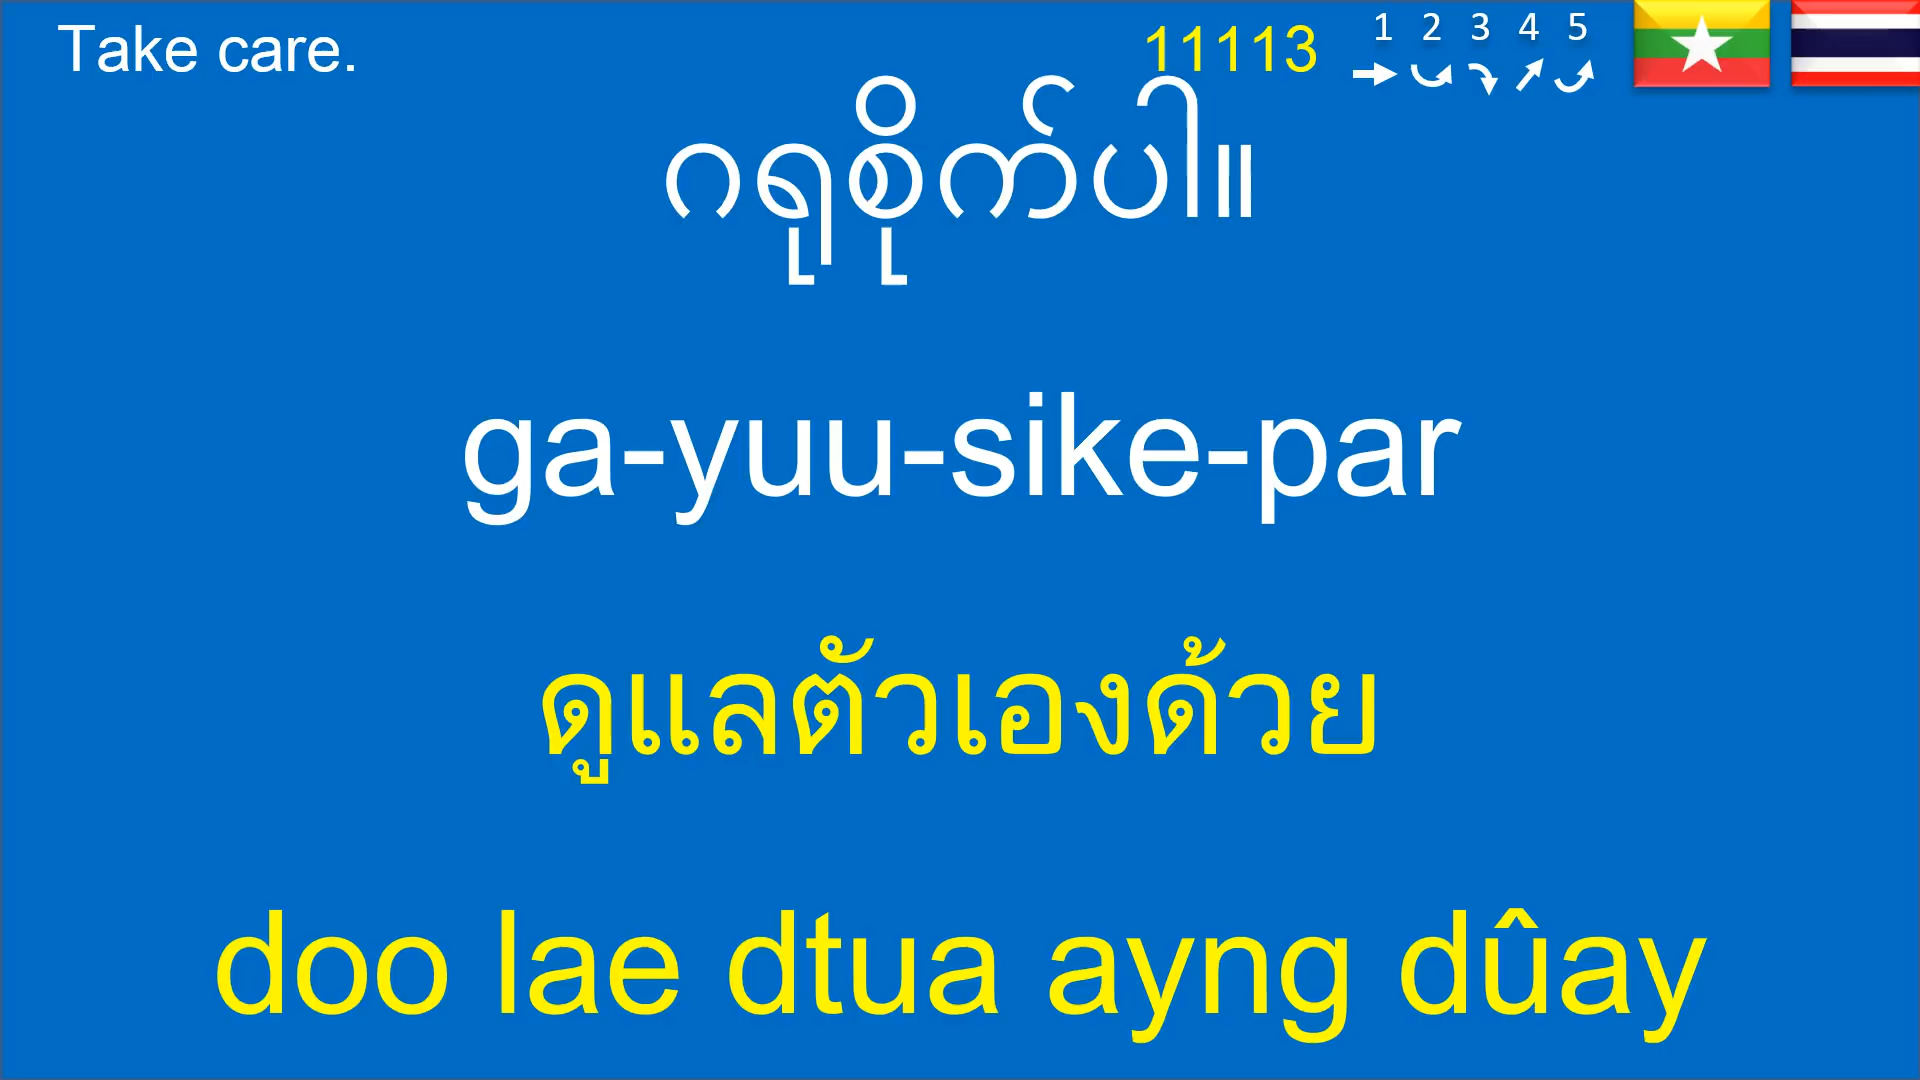 Take care.
11113
1 2 3 4 5
ဂရုစိုက်ပါ။
ga-yuu-sike-par
ดูแลตัวเองด้วย
doo lae dtua ayng dûay